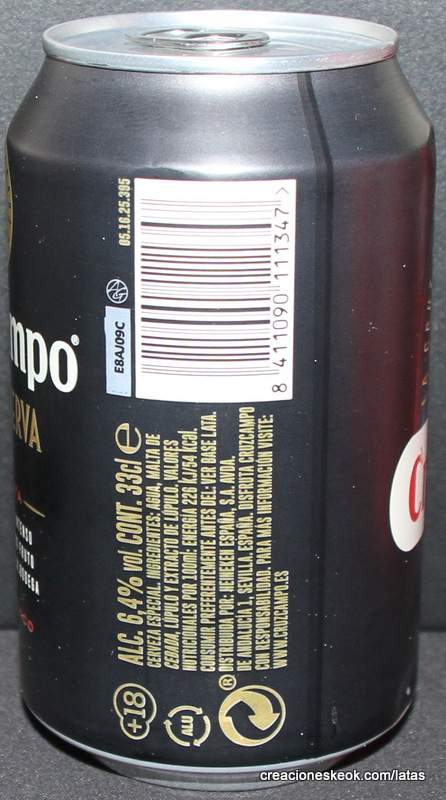 mpo®
RVA
05.16.25.395
E8AJ09C
8 411090 111347 >
ALC. 6,4% vol. CONT. 33cl e
CERVEZA ESPECIAL. INGREDIENTES: AGUA, MALTA DE
CEBADA, LÚPULO Y EXTRACTO DE LÚPULO. VALORES
NUTRICIONALES POR 100ml: ENERGÍA 226 kJ/54 kcal.
CONSUMIR PREFERENTEMENTE ANTES DEL: VER BASE LATA.
DISTRIBUIDA POR: HEINEKEN ESPAÑA, S.A. AVDA.
DE ANDALUCÍA 1, SEVILLA, ESPAÑA. DISFRUTA CRUZCAMPO
CON RESPONSABILIDAD. PARA MÁS INFORMACIÓN VISITE:
WWW.CRUZCAMPO.ES
+18
ALU
®
C
creacioneskeok.com/latas